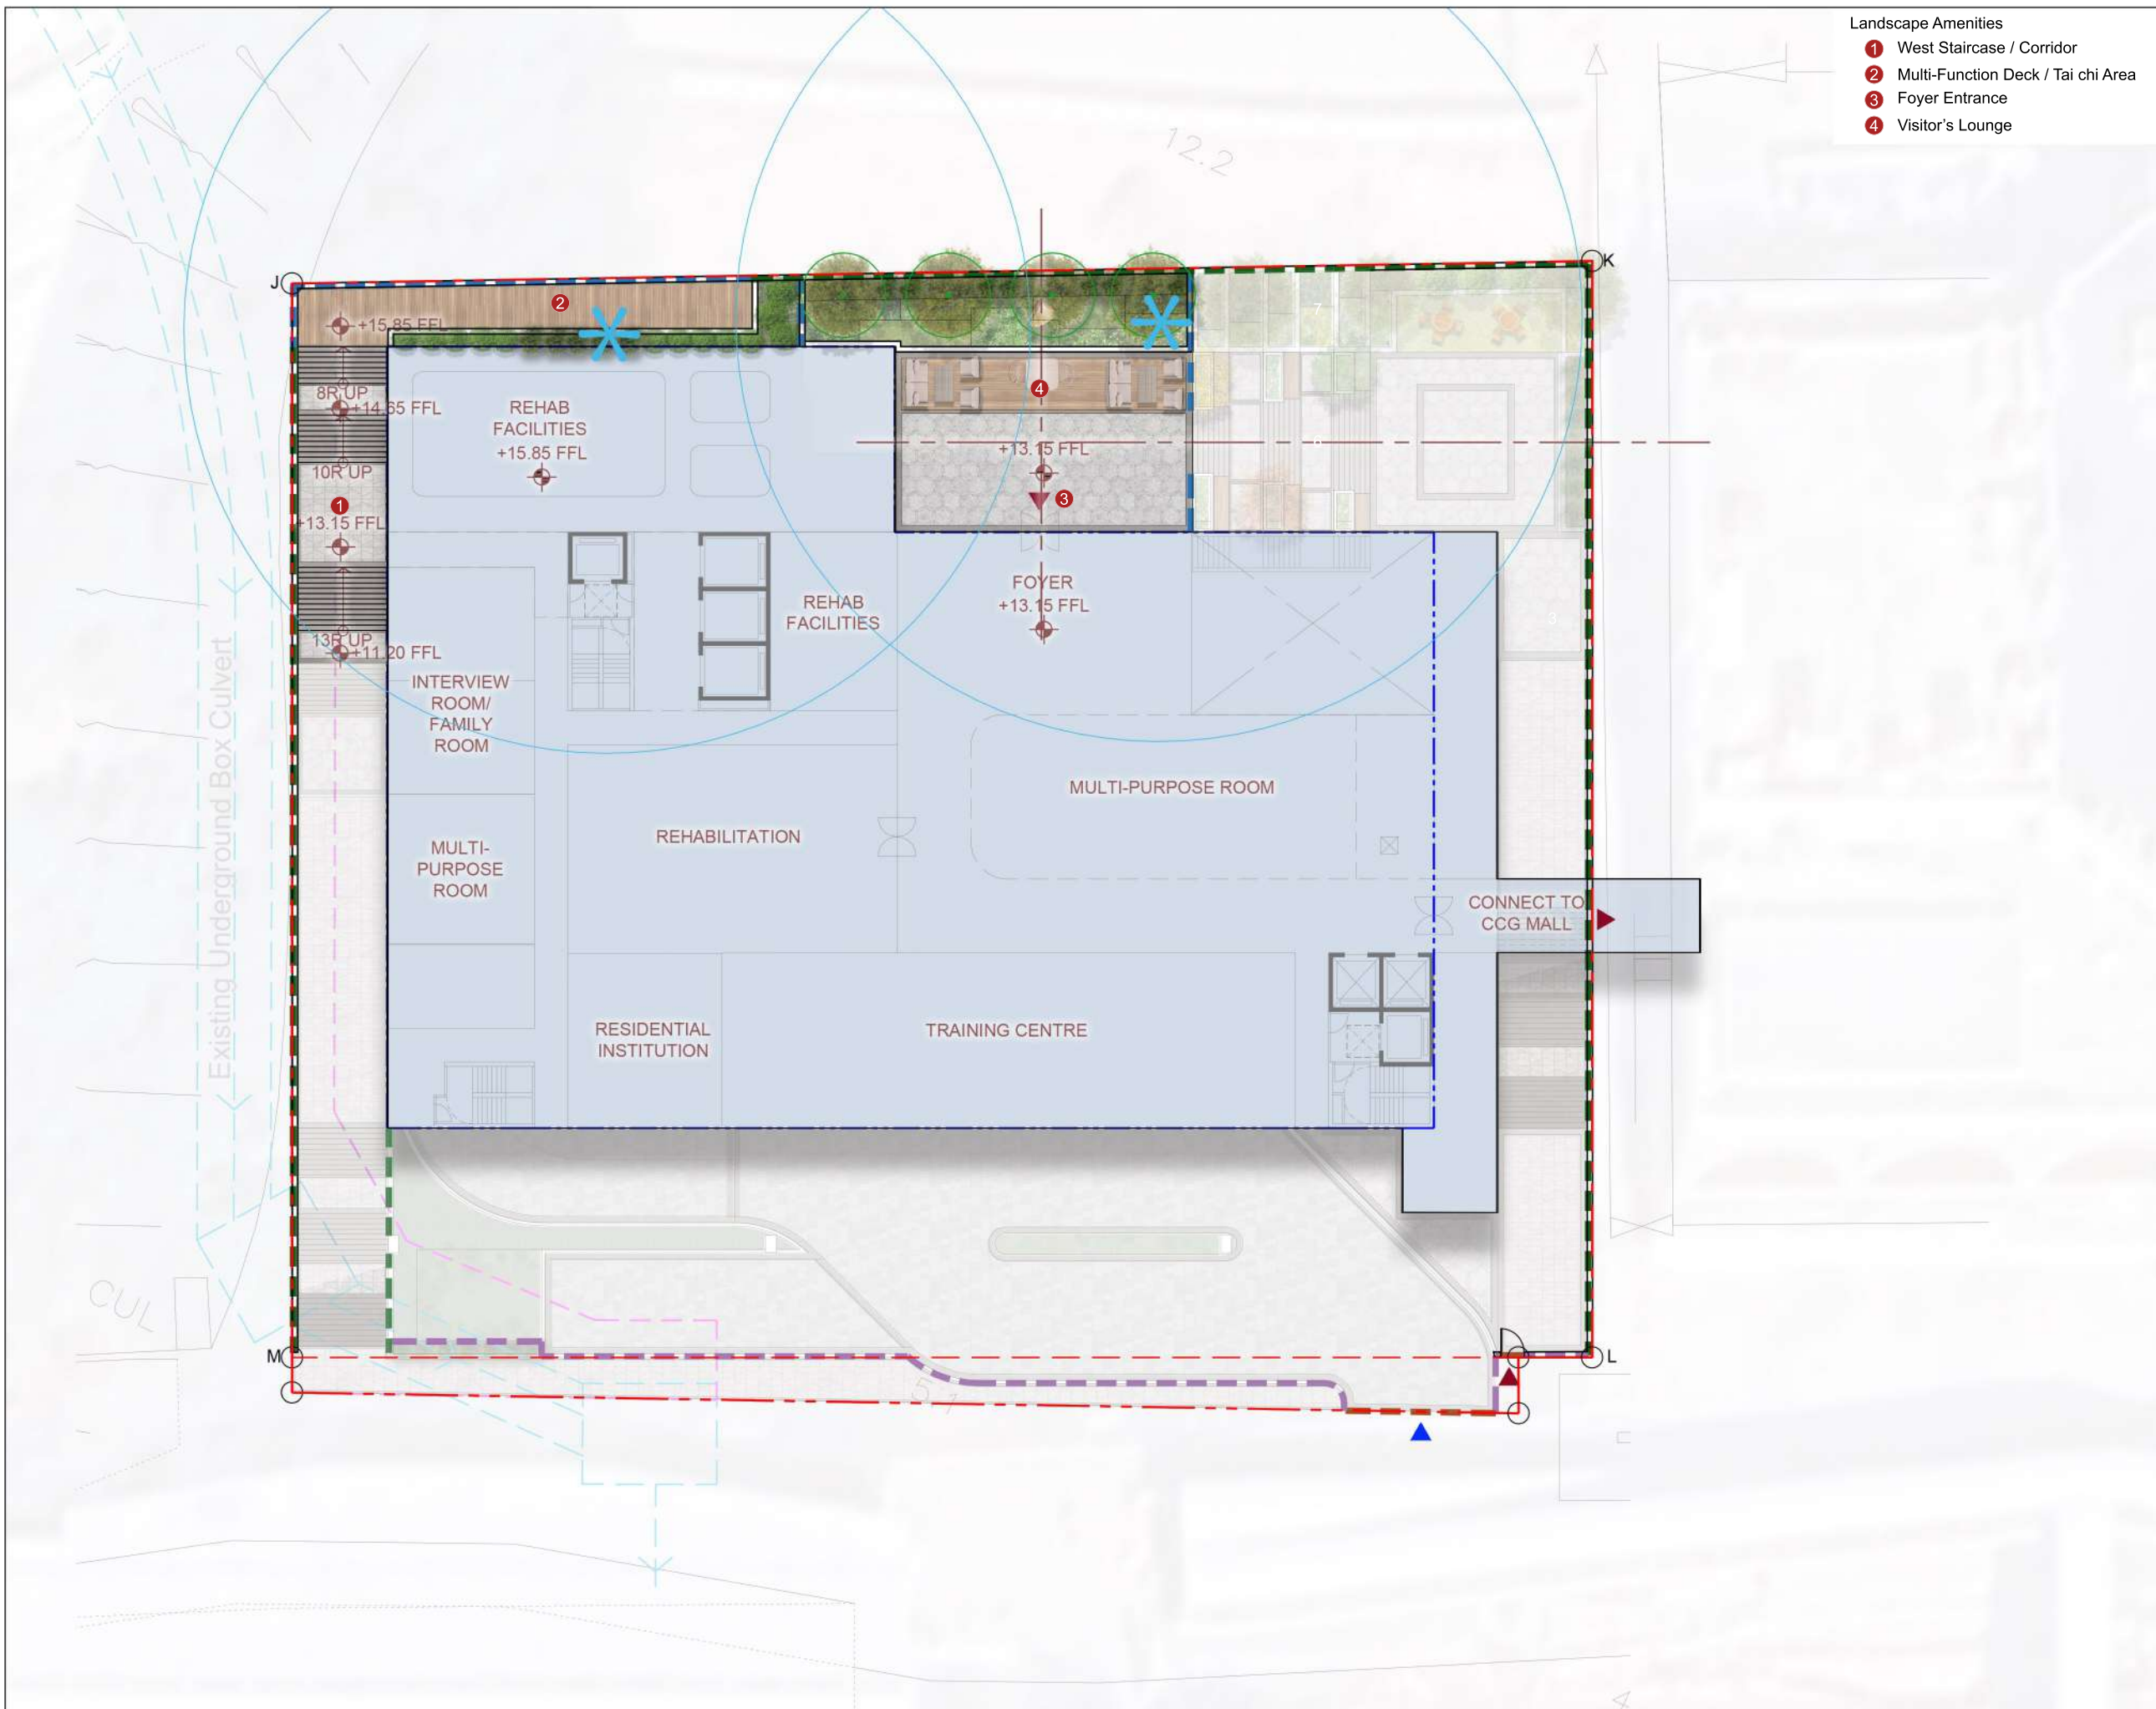 Landscape Amenities
1 West Staircase / Corridor
2 Multi-Function Deck / Tai chi Area
3 Foyer Entrance
4 Visitor's Lounge
12.2
J
K
2
+15.85 FFL
8R UP
+14.65 FFL
10R UP
1
+13.15 FFL
13R UP
+11.20 FFL
REHAB
FACILITIES
+15.85 FFL
4
+13.15 FFL
3
7
3
FOYER
+13.15 FFL
REHAB
FACILITIES
INTERVIEW
ROOM/
FAMILY
ROOM
Existing Underground Box Culvert
MULTI-PURPOSE ROOM
REHABILITATION
MULTI-
PURPOSE
ROOM
CONNECT TO
CCG MALL
RESIDENTIAL
INSTITUTION
TRAINING CENTRE
CUL
M
L
5.1